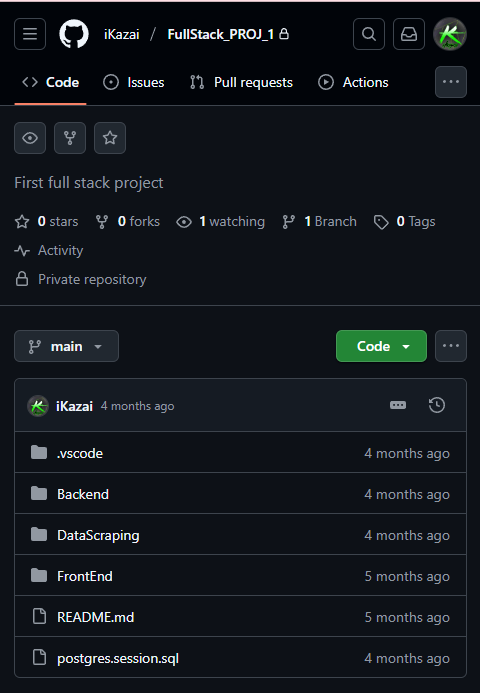 iKazai / FullStack_PROJ_1
Code Issues Pull requests Actions
First full stack project
0 stars 0 forks 1 watching 1 Branch 0 Tags
Activity
Private repository
main Code
iKazai 4 months ago
.vscode 4 months ago
Backend 4 months ago
DataScraping 4 months ago
FrontEnd 5 months ago
README.md 5 months ago
postgres.session.sql 4 months ago